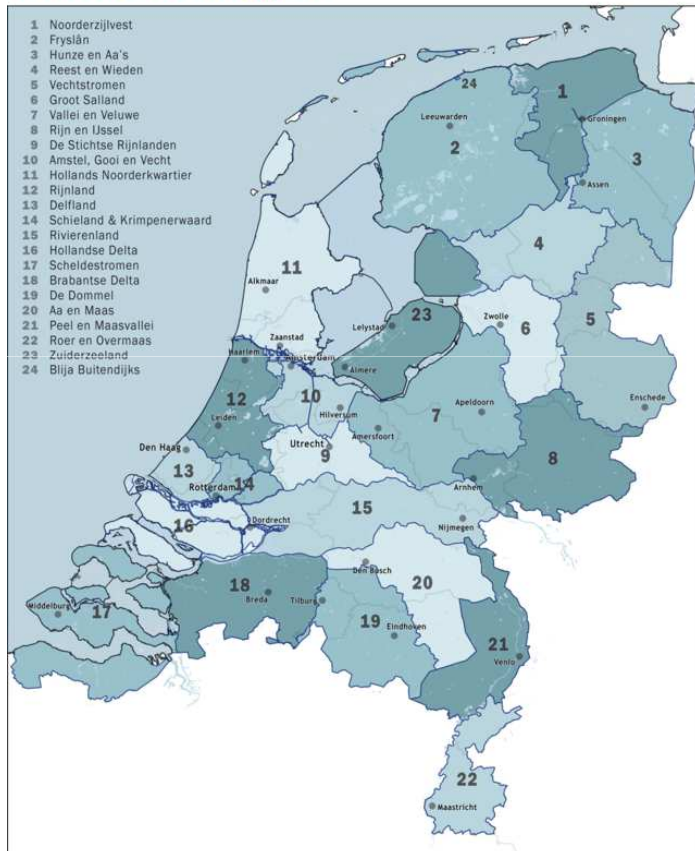 1 Noorderzijlvest
2 Fryslân
3 Hunze en Aa's
4 Reest en Wieden
5 Vechtstromen
6 Groot Salland
7 Vallei en Veluwe
8 Rijn en IJssel
9 De Stichtse Rijnlanden
10 Amstel, Gooi en Vecht
11 Hollands Noorderkwartier
12 Rijnland
13 Delfland
14 Schieland & Krimpenerwaard
15 Rivierenland
16 Hollandse Delta
17 Scheldestromen
18 Brabantse Delta
19 De Dommel
20 Aa en Maas
21 Peel en Maasvallei
22 Roer en Overmaas
23 Zuiderzeeland
24 Blija Buitendijks
24
1
Leeuwarden
Groningen
2
3
Assen
4
11
Alkmaar
Lelystad
23
Zwolle
6
5
Zaanstad
Haarlem
Amsterdam
Almere
12
10
Hilversum
7
Apeldoorn
Enschede
Leiden
Amersfoort
Den Haag
Utrecht
9
8
13
14
Rotterdam
Arnhem
15
16
Dordrecht
Nijmegen
Den Bosch
20
18
Breda
Tilburg
Middelburg
17
19
Eindhoven
21
Venlo
22
Maastricht